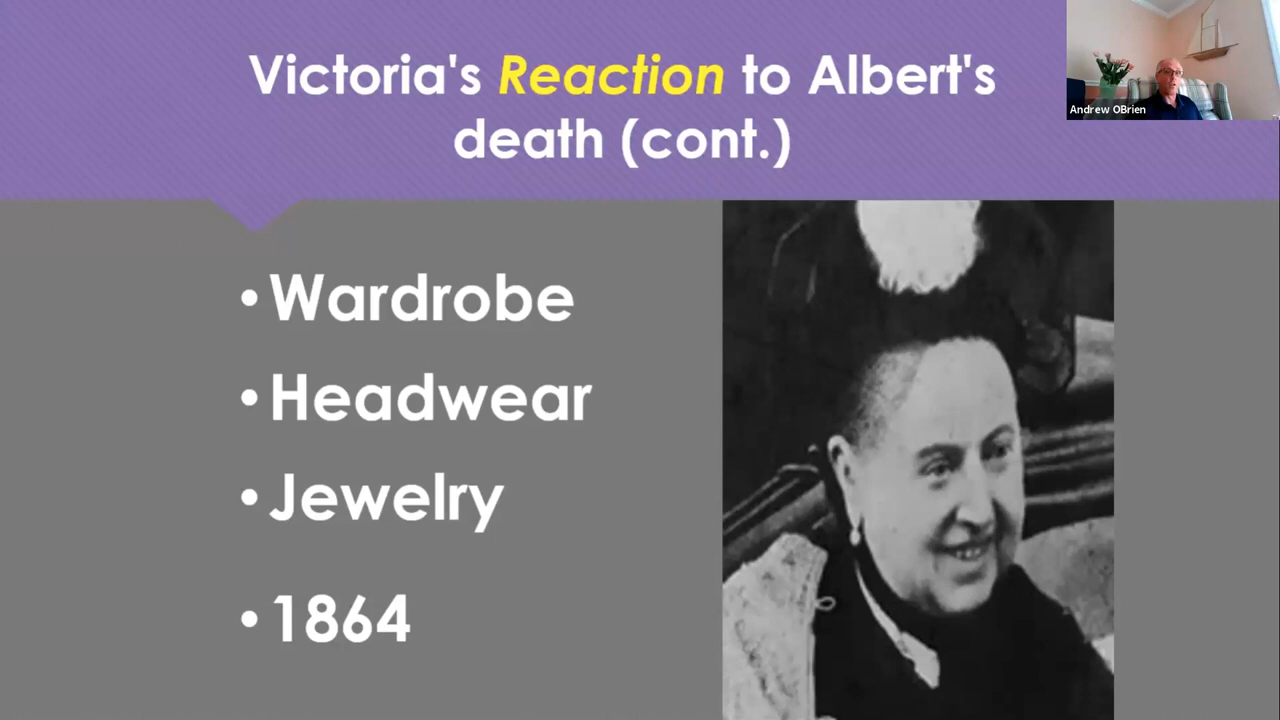 Victoria's Reaction to Albert's
death (cont.)
Andrew OBrien
• Wardrobe
• Headwear
• Jewelry
• 1864